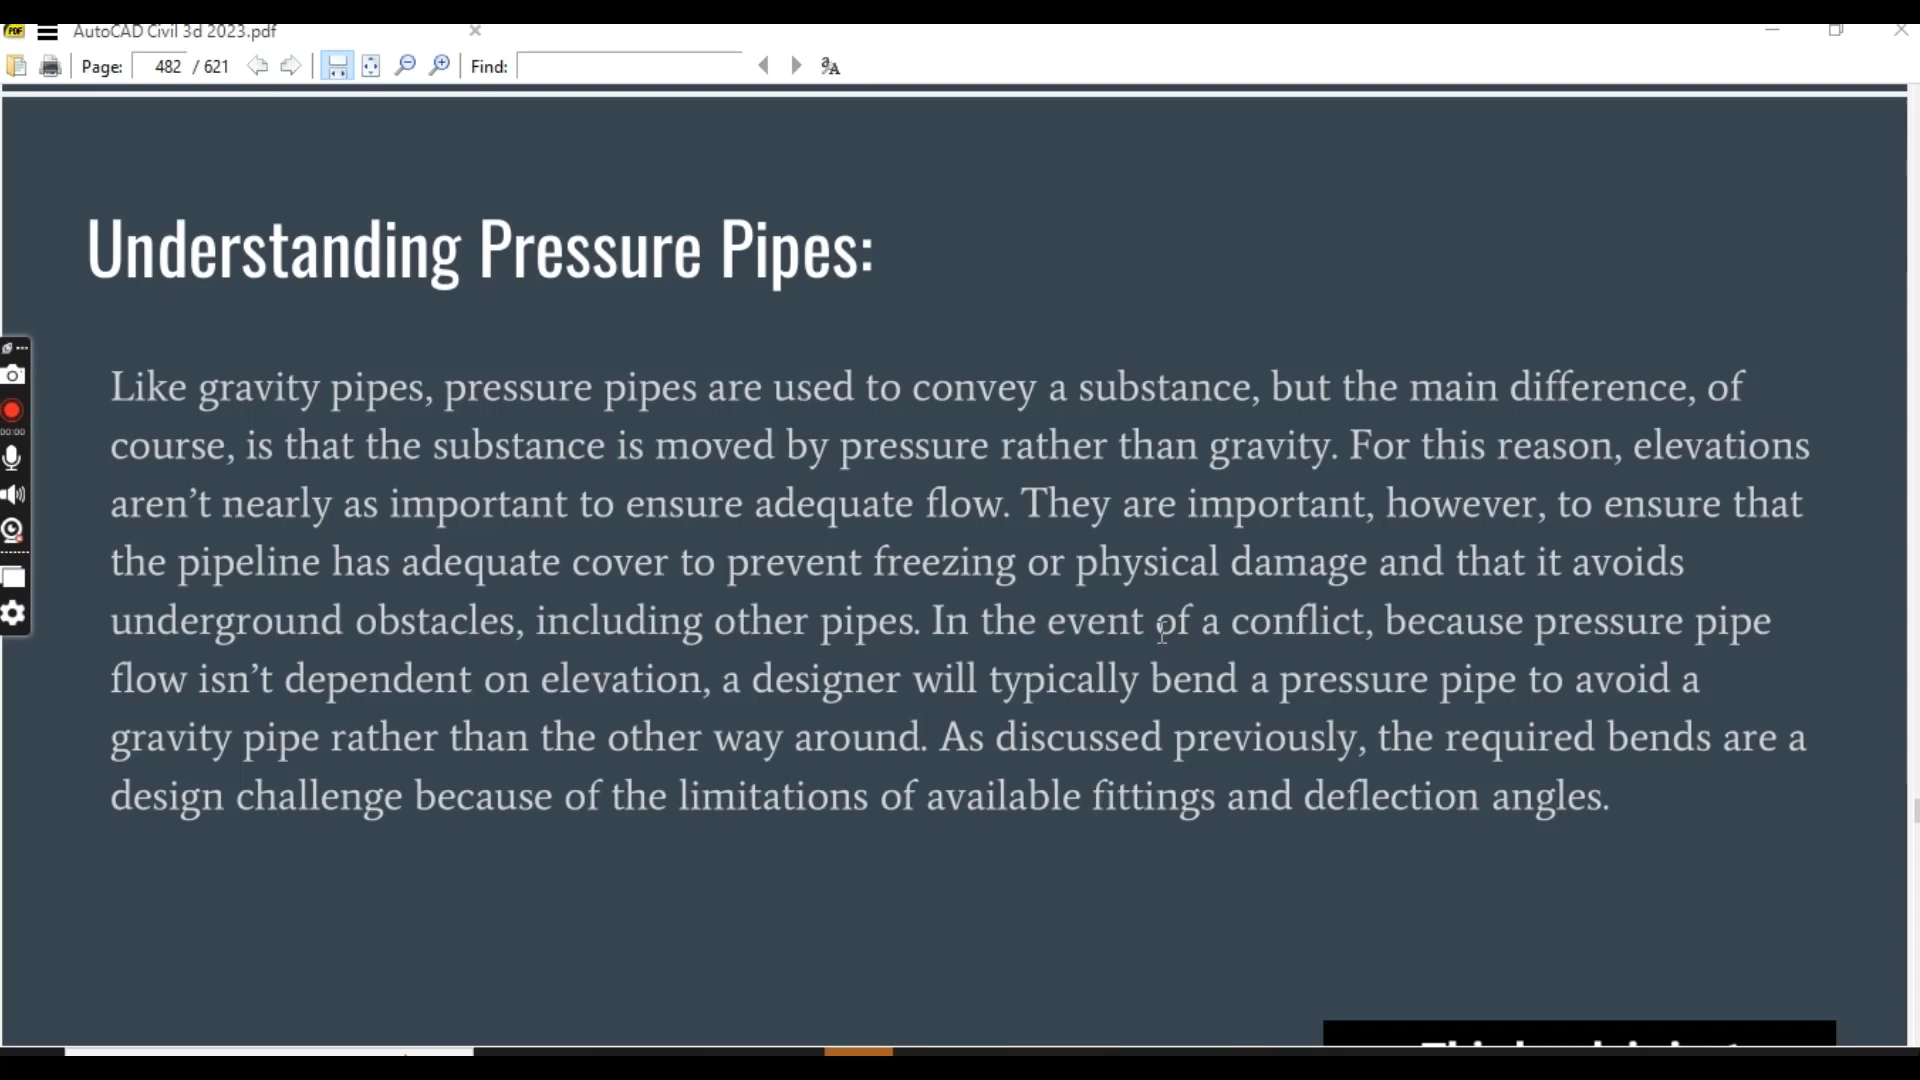 AutoCAD Civil 3d 2023.pdf
Page: 482 / 621 Find:
Understanding Pressure Pipes:
Like gravity pipes, pressure pipes are used to convey a substance, but the main difference, of
course, is that the substance is moved by pressure rather than gravity. For this reason, elevations
aren’t nearly as important to ensure adequate flow. They are important, however, to ensure that
the pipeline has adequate cover to prevent freezing or physical damage and that it avoids
underground obstacles, including other pipes. In the event of a conflict, because pressure pipe
flow isn’t dependent on elevation, a designer will typically bend a pressure pipe to avoid a
gravity pipe rather than the other way around. As discussed previously, the required bends are a
design challenge because of the limitations of available fittings and deflection angles.
00:00